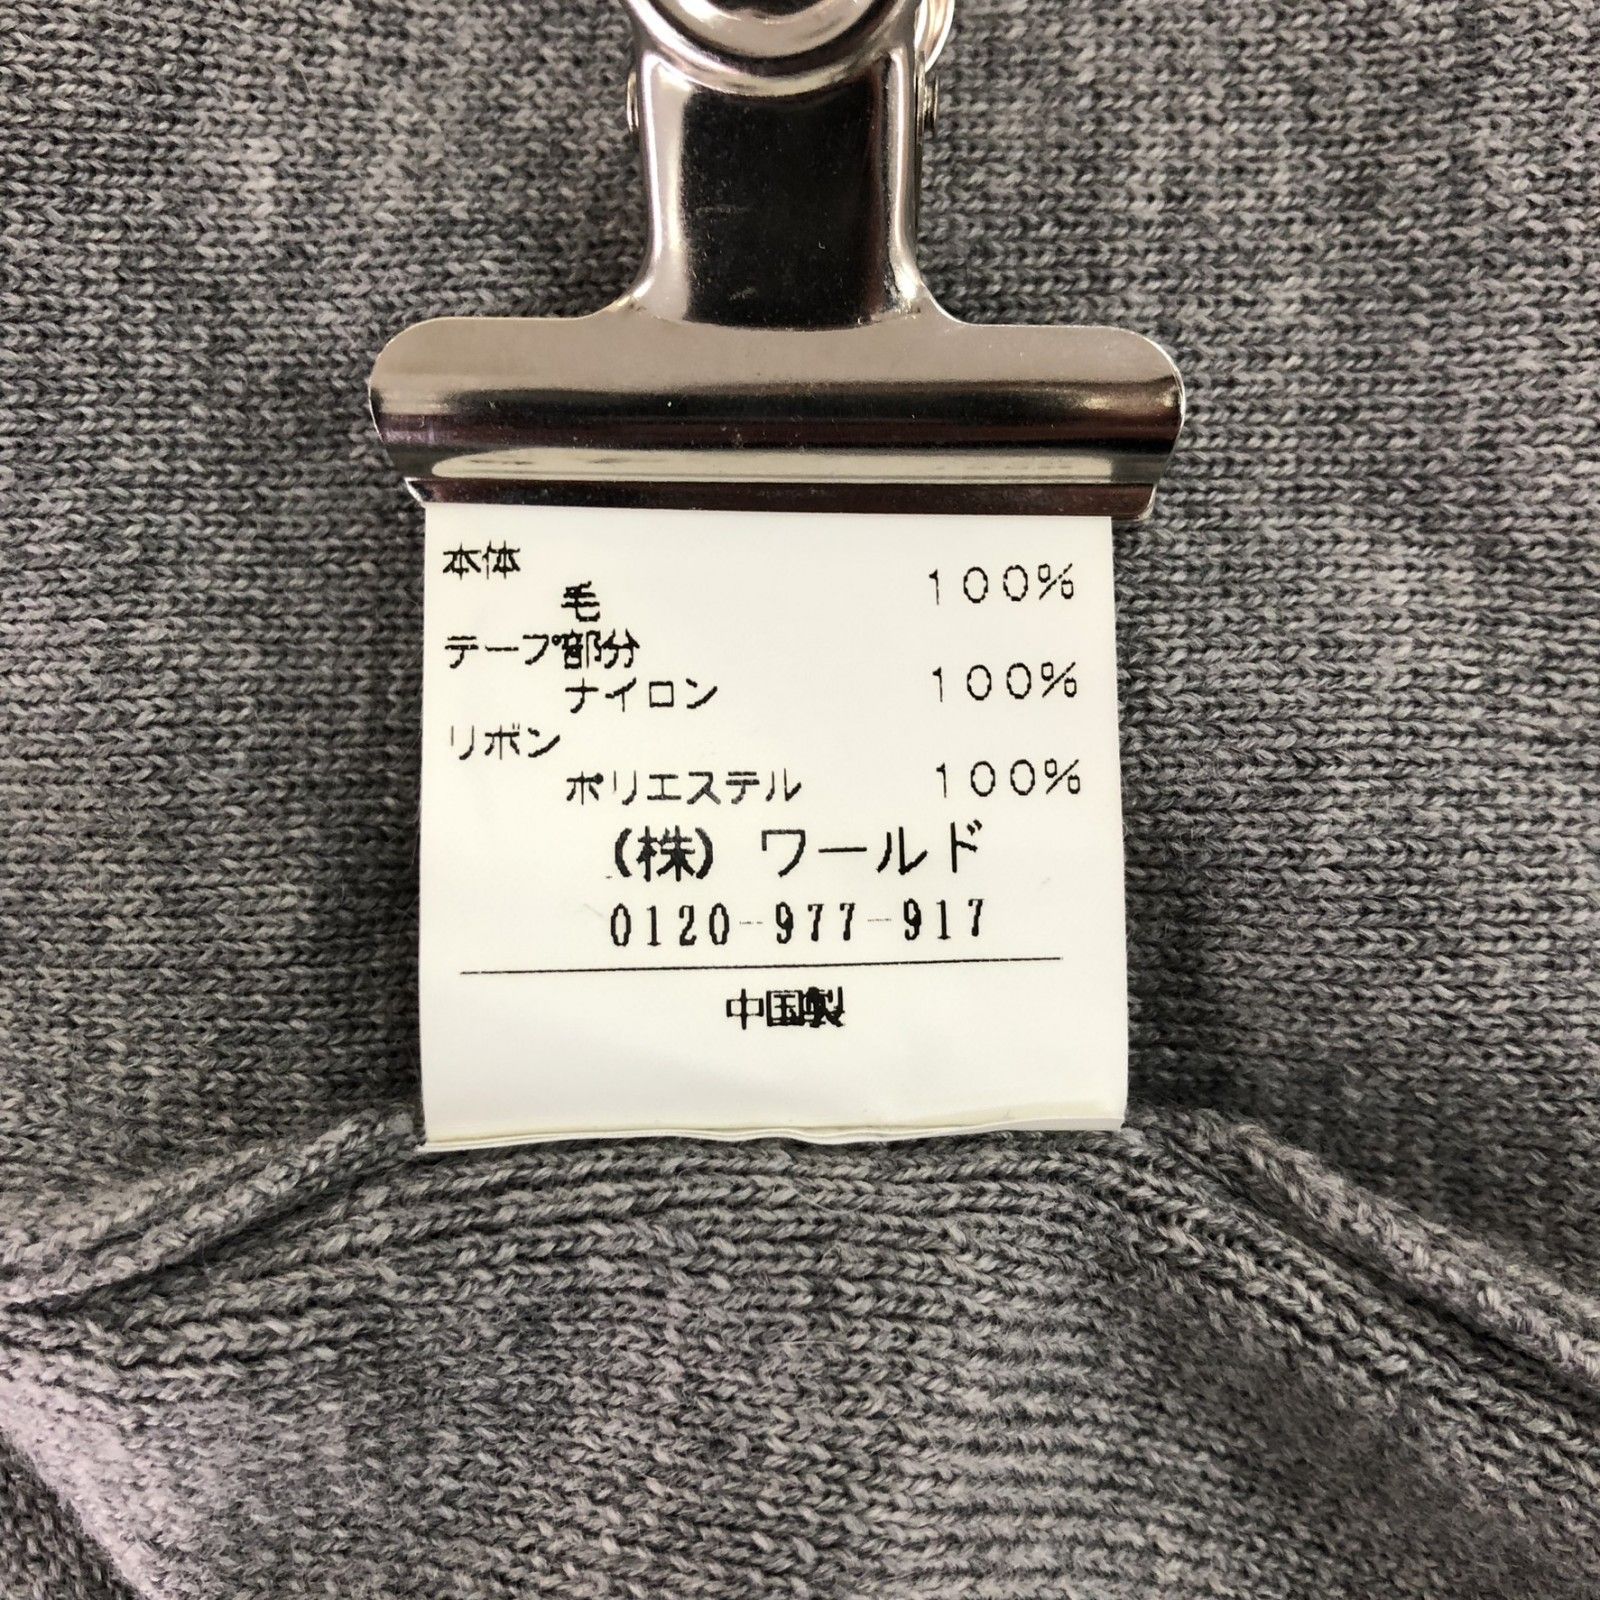 本体
毛 100%
テープ部分
ナイロン 100%
リボン
ポリエステル 100%
(株) ワールド
0120-977-917
中国製